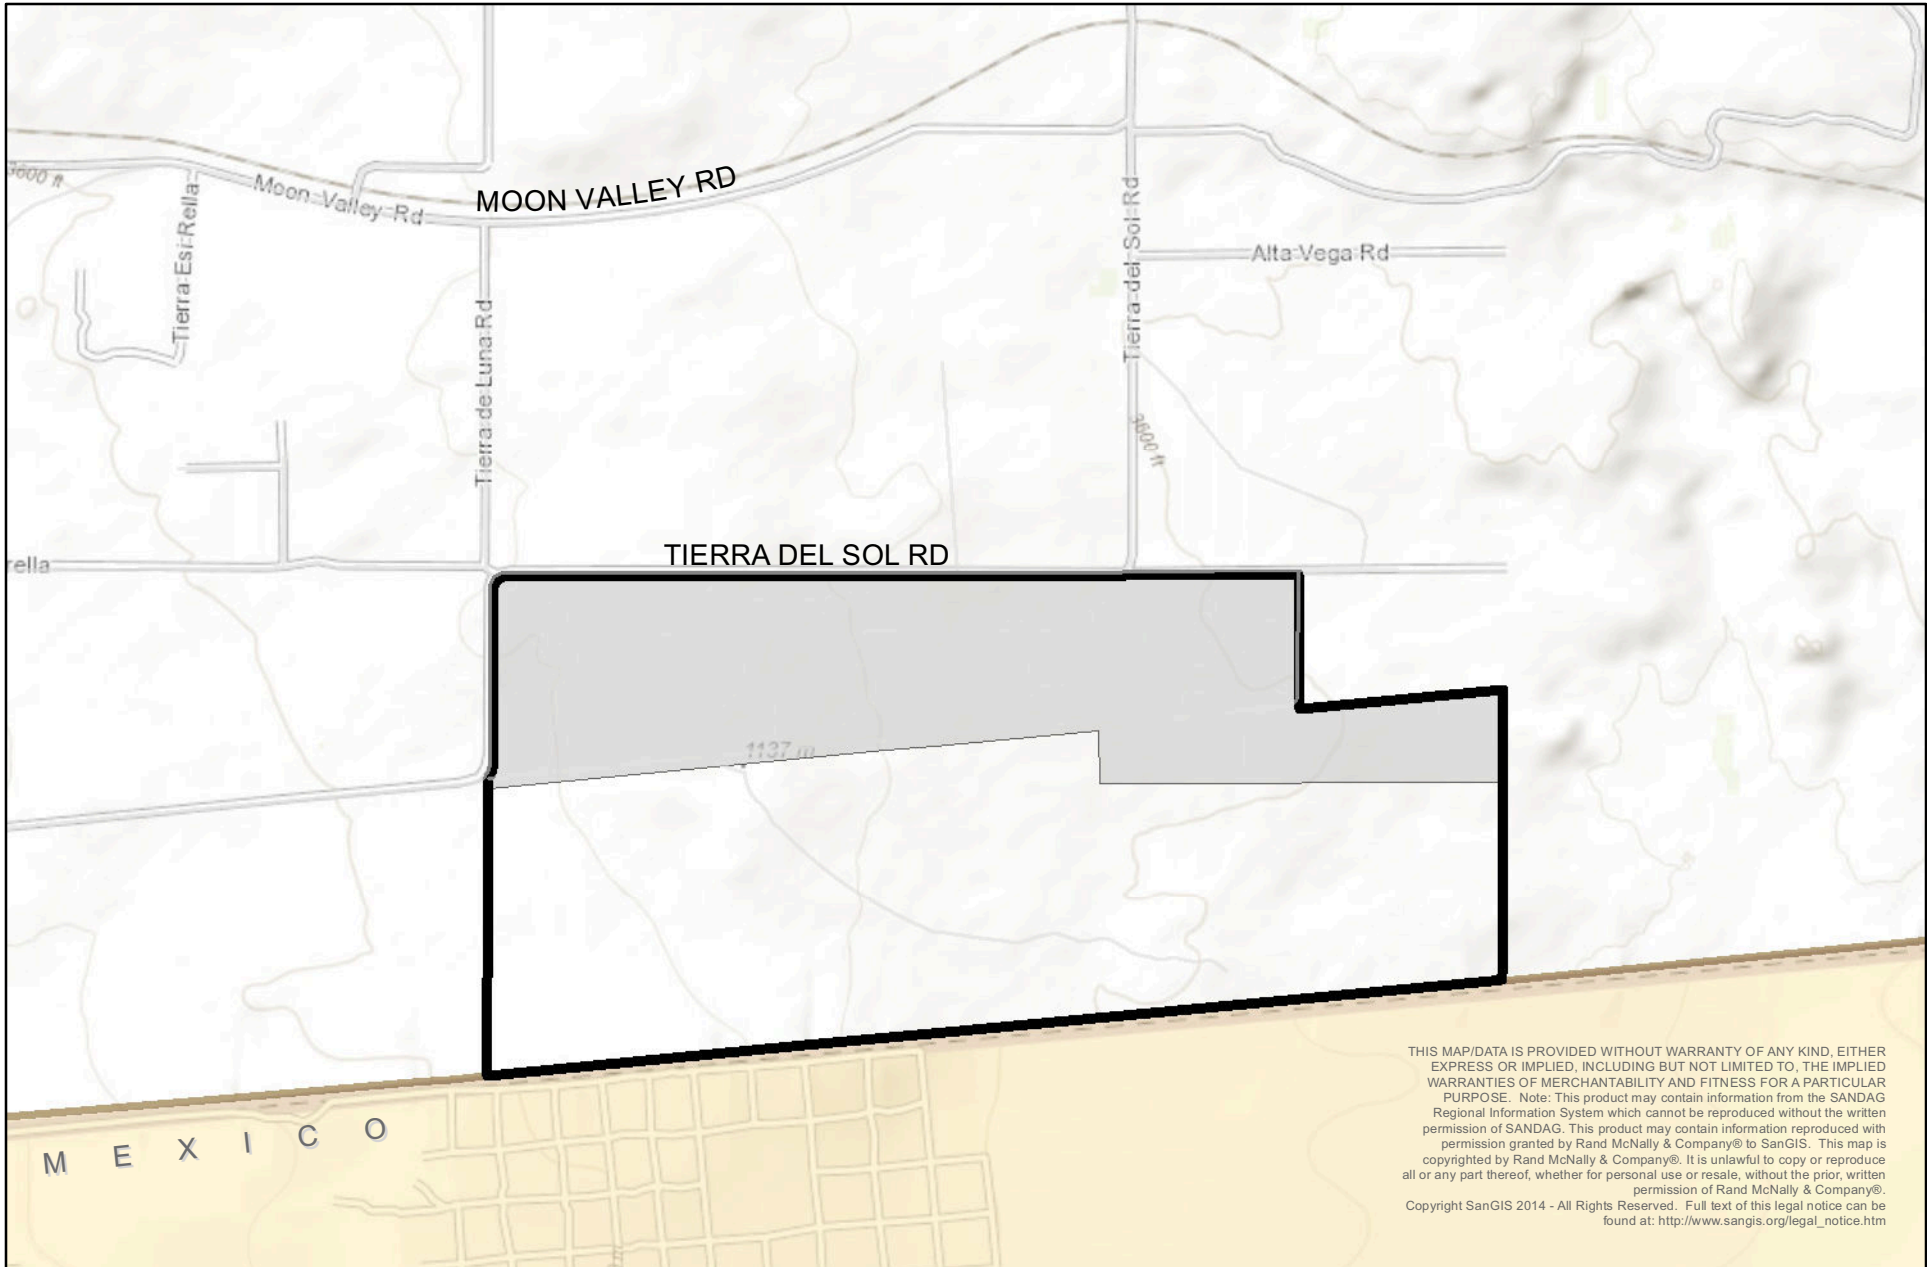 3600 ft
Moon Valley Rd
MOON VALLEY RD
Tierra Esi Rella
Tierra del Sol Rd
Alta Vega Rd
Tierra de Luna Rd
3600 ft
rella
TIERRA DEL SOL RD
1137 m
MEXICO
THIS MAP/DATA IS PROVIDED WITHOUT WARRANTY OF ANY KIND, EITHER
EXPRESS OR IMPLIED, INCLUDING BUT NOT LIMITED TO, THE IMPLIED
WARRANTIES OF MERCHANTABILITY AND FITNESS FOR A PARTICULAR
PURPOSE. Note: This product may contain information from the SANDAG
Regional Information System which cannot be reproduced without the written
permission of SANDAG. This product may contain information reproduced with
permission granted by Rand McNally & Company® to SanGIS. This map is
copyrighted by Rand McNally & Company®. It is unlawful to copy or reproduce
all or any part thereof, whether for personal use or resale, without the prior, written
permission of Rand McNally & Company®.
Copyright SanGIS 2014 - All Rights Reserved. Full text of this legal notice can be
found at: http://www.sangis.org/legal_notice.htm